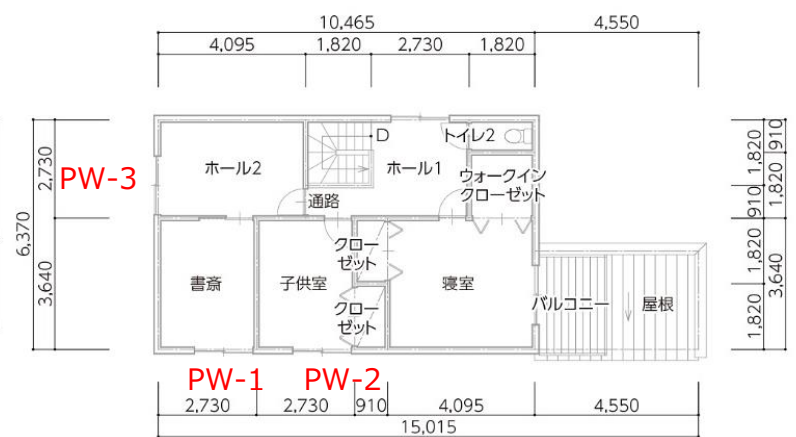 10,465
4,550
4,095
1,820
2,730
1,820
D
トイレ2
ホール2
ホール1
PW-3
ウォークイン
クローゼット
通路
2,730
6,370
3,640
クロー
ゼット
書斎
子供室
寝室
クロー
ゼット
バルコニー
屋根
910
1,820
1,820
910
1,820
3,640
1,820
PW-1
PW-2
2,730
2,730
910
4,095
4,550
15,015